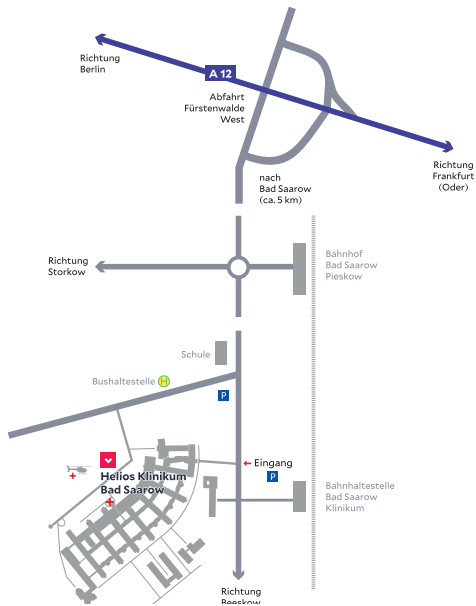 Richtung
Berlin
A 12
Abfahrt
Fürstenwalde
West
Richtung
Frankfurt
(Oder)
nach
Bad Saarow
(ca. 5 km)
Richtung
Storkow
Bahnhof
Bad Saarow
Pieskow
Schule
Bushaltestelle H
P
Eingang
P
Helios Klinikum
Bad Saarow
Bahnhaltestelle
Bad Saarow
Klinikum
Richtung
Beeskow